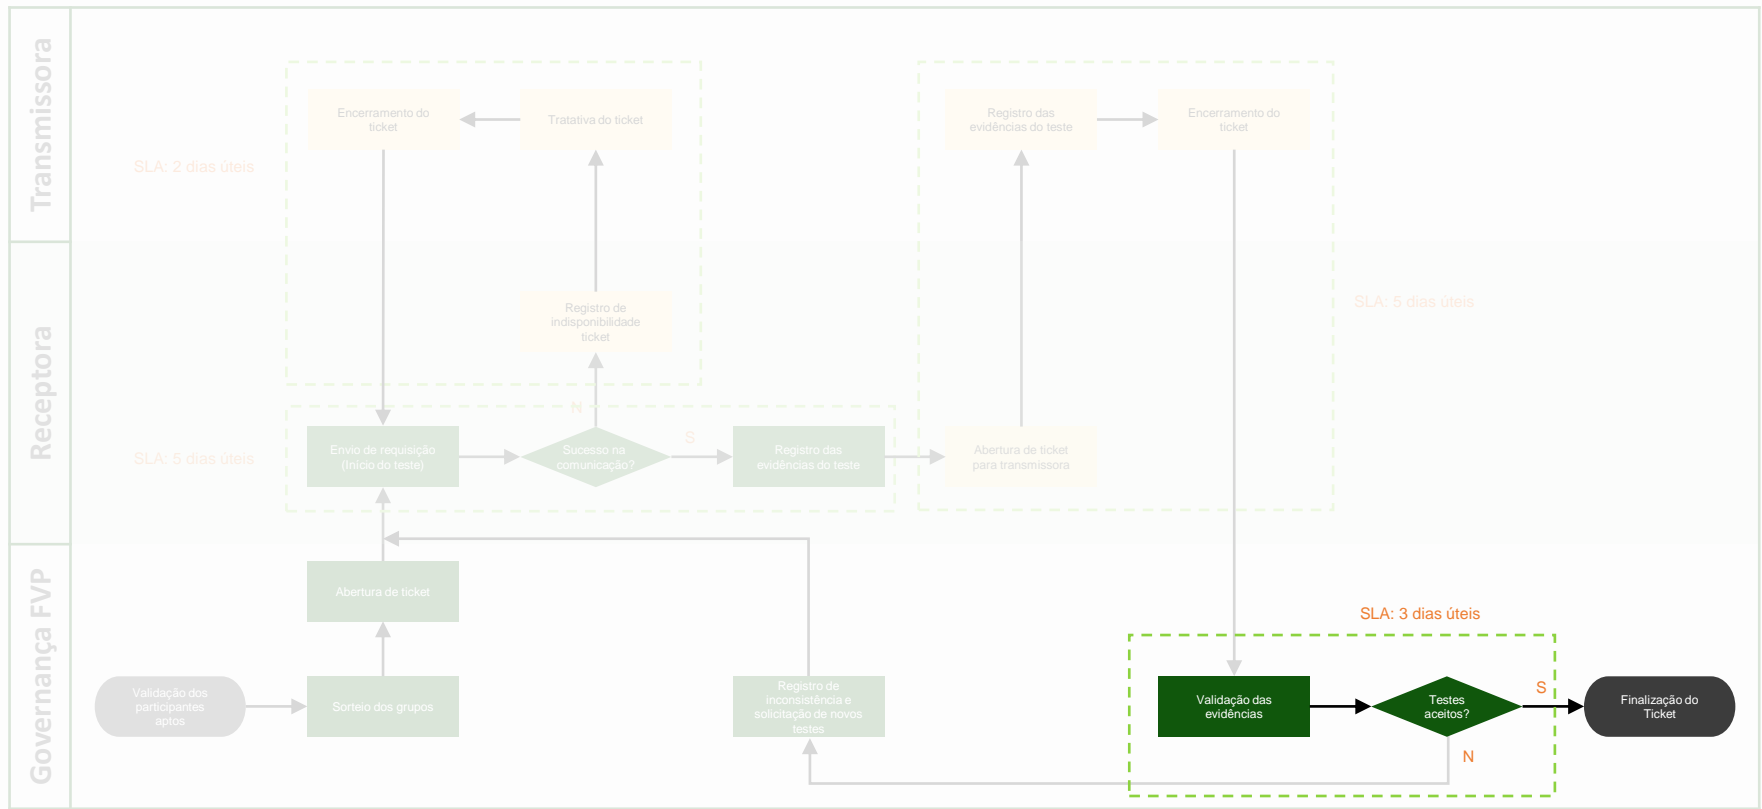 Transmissora
Encerramento do
ticket
Tratativa do ticket
Registro das
evidências do teste
Encerramento do
ticket
SLA: 2 dias úteis
Receptora
Registro de
indisponibilidade
ticket
SLA: 5 dias úteis
N
S
SLA: 5 dias úteis
Envio de requisição
(Início do teste)
Sucesso na
comunicação?
Registro das
evidências do teste
Abertura de ticket
para transmissora
Governança FVP
Abertura de ticket
SLA: 3 dias úteis
Validação dos
participantes
aptos
Sorteio dos grupos
Registro de
inconsistência e
solicitação de novos
testes
Validação das
evidências
Testes
aceitos?
S
Finalização do
Ticket
N